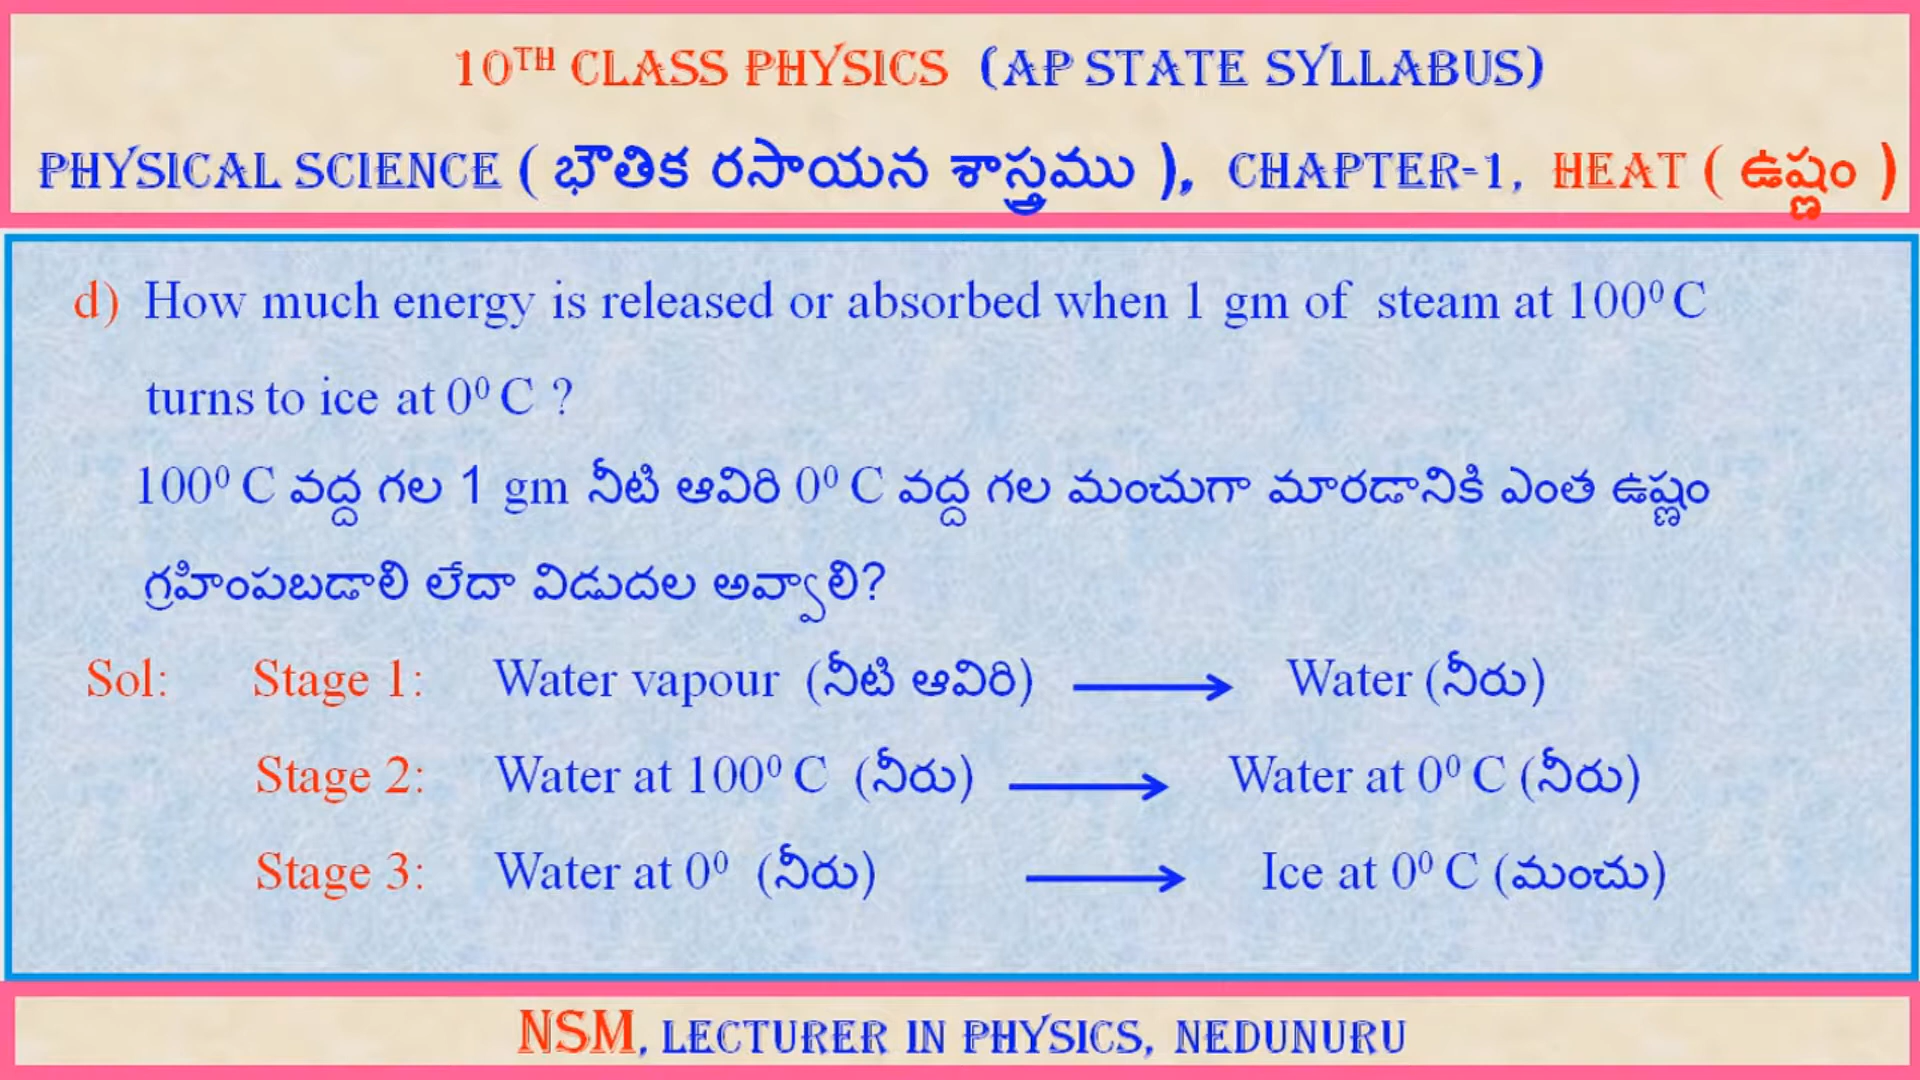 10TH CLASS PHYSICS (AP STATE SYLLABUS)
PHYSICAL SCIENCE ( భౌతిక రసాయన శాస్త్రము ), CHAPTER-1, HEAT ( ఉష్ణం )
d) How much energy is released or absorbed when 1 gm of steam at 100⁰ C
turns to ice at 0⁰ C ?
100⁰ C వద్ద గల 1 gm నీటి ఆవిరి 0⁰ C వద్ద గల మంచుగా మారడానికి ఎంత ఉష్ణం
గ్రహింపబడాలి లేదా విడుదల అవ్వాలి?
Sol: Stage 1: Water vapour (నీటి ఆవిరి) ⟶ Water (నీరు)
Stage 2: Water at 100⁰ C (నీరు) ⟶ Water at 0⁰ C (నీరు)
Stage 3: Water at 0⁰ (నీరు) ⟶ Ice at 0⁰ C (మంచు)
NSM, LECTURER IN PHYSICS, NEDUNURU